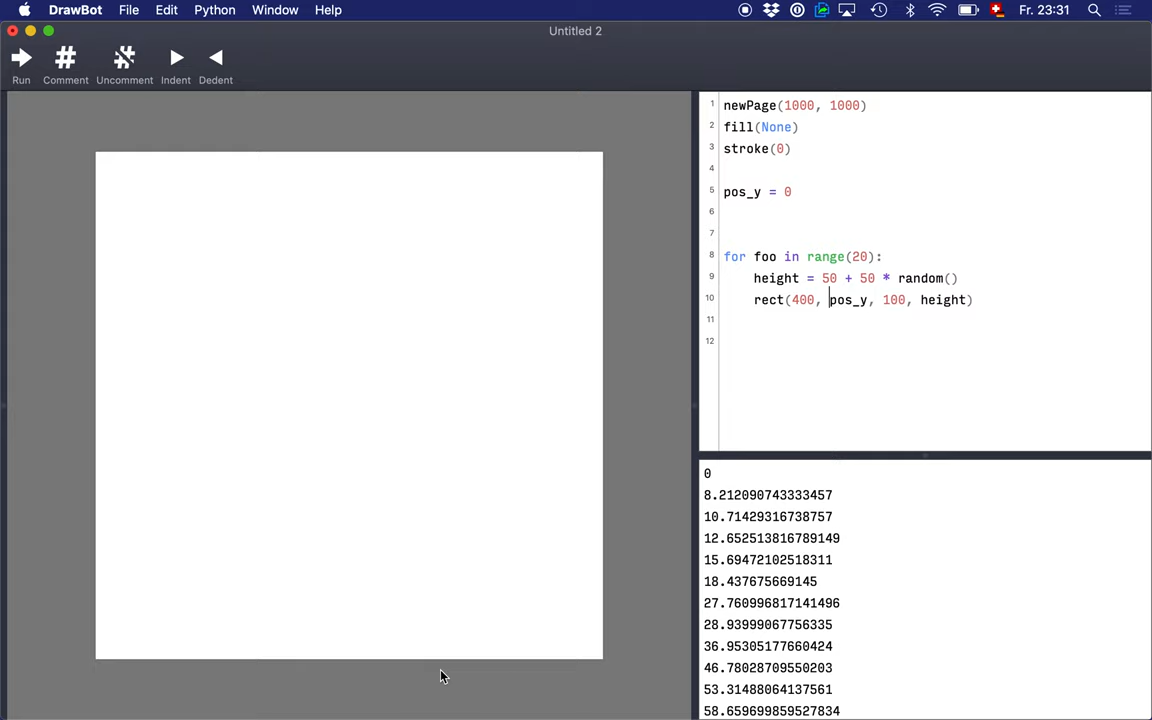 DrawBot File Edit Python Window Help Fr. 23:31
Untitled 2
Run Comment Uncomment Indent Dedent
1 newPage(1000, 1000)
2 fill(None)
3 stroke(0)
4
5 pos_y = 0
6
7
8 for foo in range(20):
9 height = 50 + 50 * random()
10 rect(400, pos_y, 100, height)
11
12
0
8.212090743333457
10.71429316738757
12.652513816789149
15.69472102518311
18.437675669145
27.760996817141496
28.93999067756335
36.95305177660424
46.78028709550203
53.31488064137561
58.659699859527834